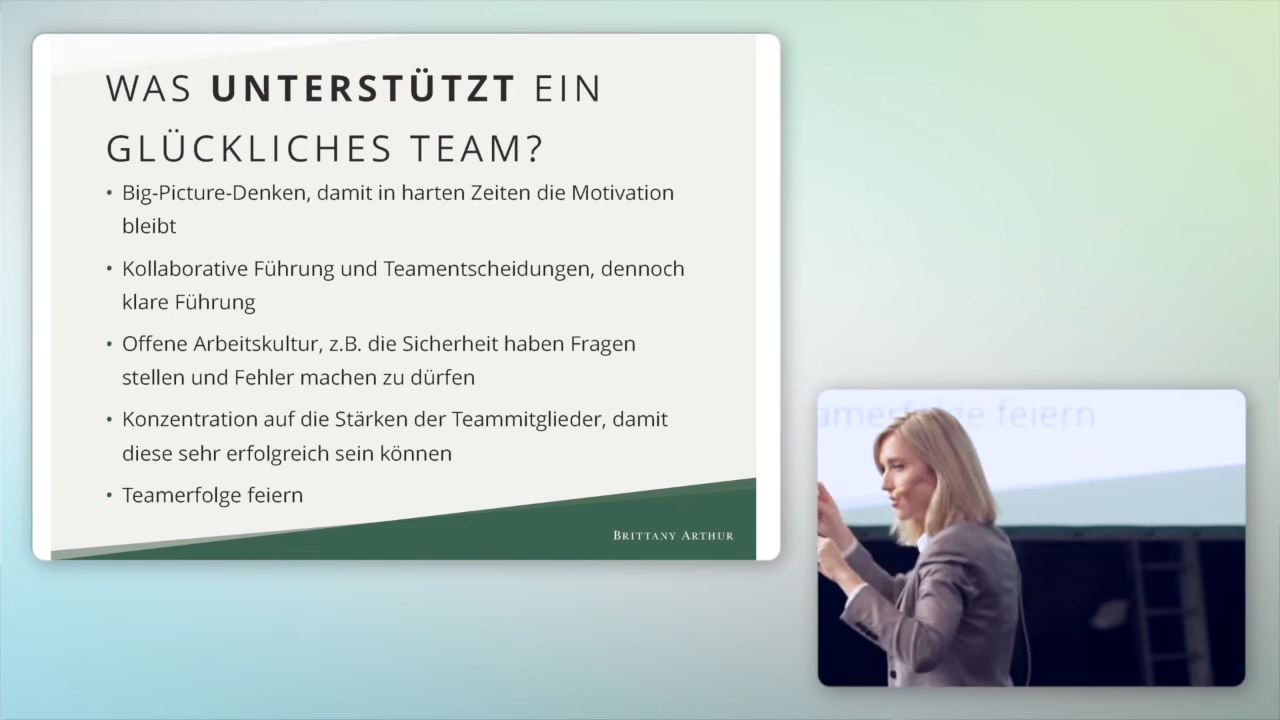 WAS UNTERSTÜTZT EIN
GLÜCKLICHES TEAM?
• Big-Picture-Denken, damit in harten Zeiten die Motivation
bleibt
• Kollaborative Führung und Teamentscheidungen, dennoch
klare Führung
• Offene Arbeitskultur, z.B. die Sicherheit haben Fragen
stellen und Fehler machen zu dürfen
• Konzentration auf die Stärken der Teammitglieder, damit
diese sehr erfolgreich sein können
• Teamerfolge feiern
BRITTANY ARTHUR
feiern